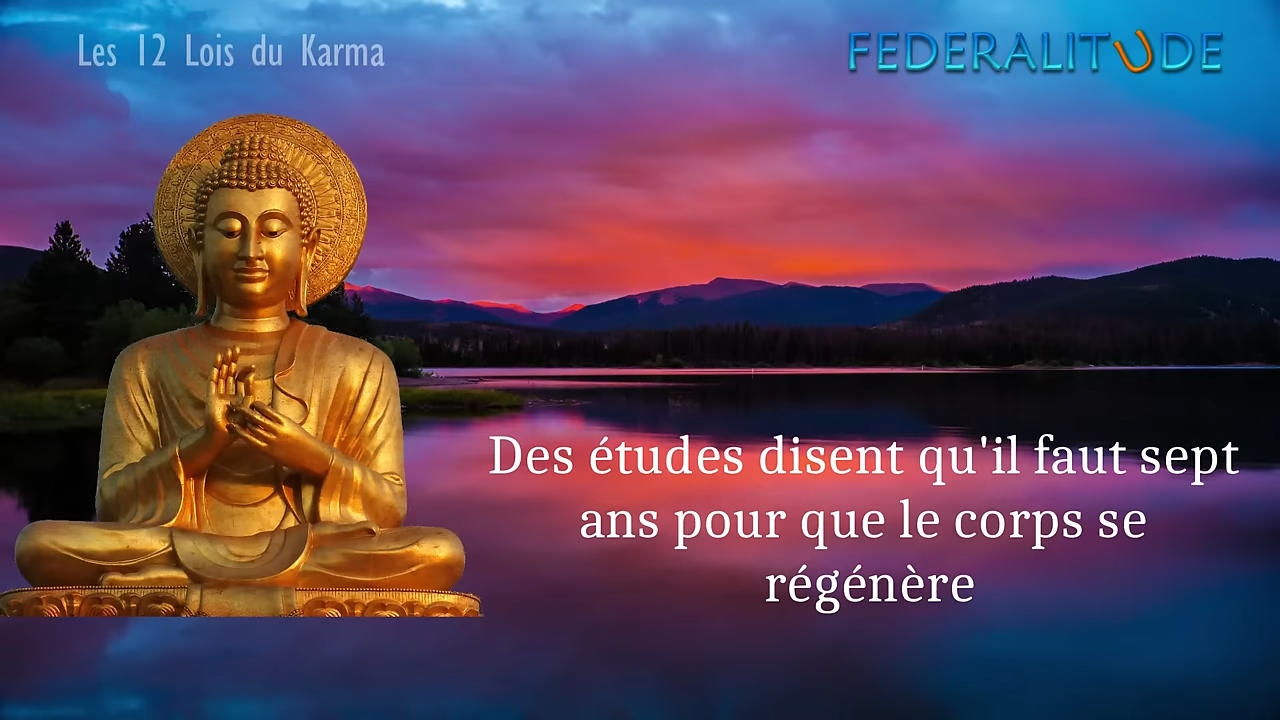 Les 12 Lois du Karma
FEDERALITUDE
Des études disent qu'il faut sept
ans pour que le corps se
régénère